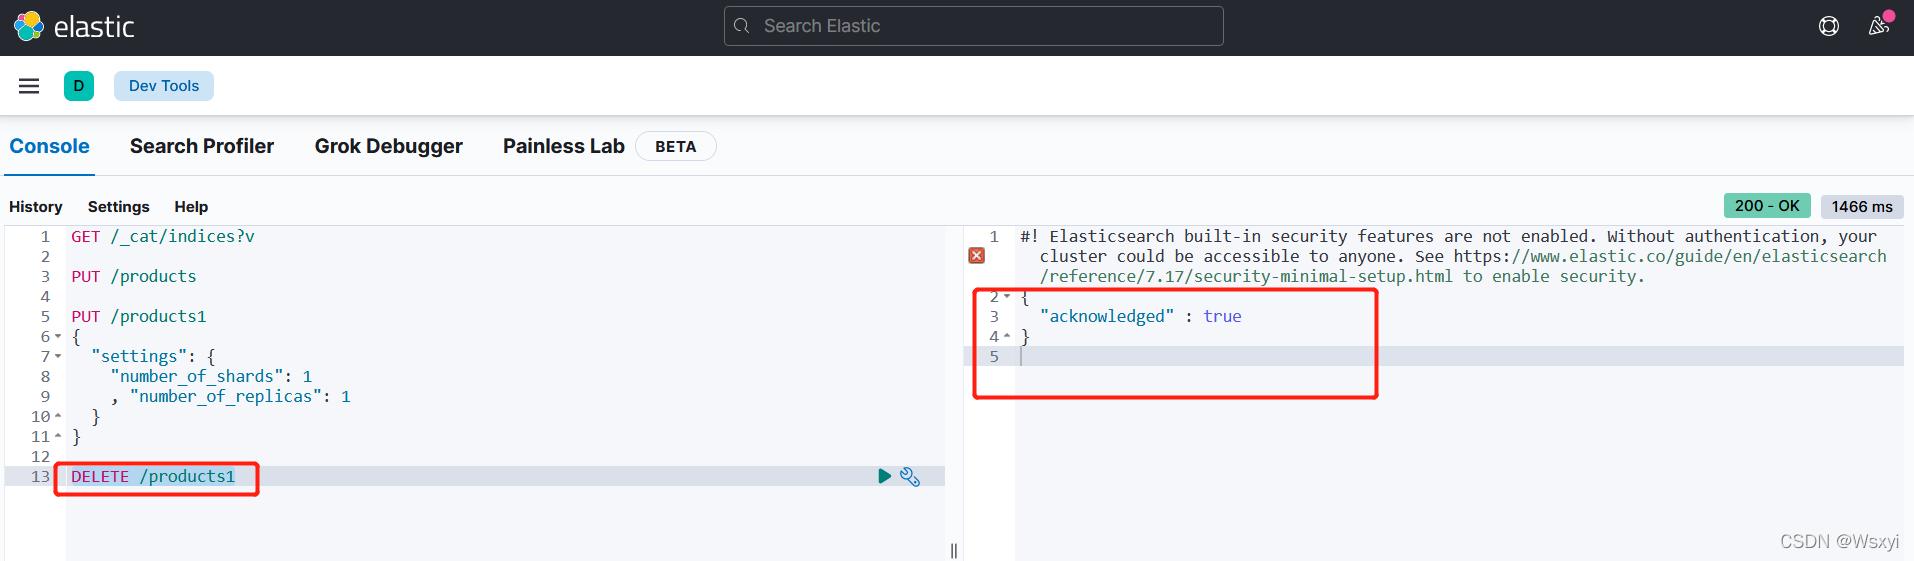 elastic
Search Elastic
D
Dev Tools
Console
Search Profiler
Grok Debugger
Painless Lab
BETA
History
Settings
Help
200 - OK
1466 ms
1 GET /_cat/indices?v
2
3 PUT /products
4
5 PUT /products1
6 {
7 "settings": {
8 "number_of_shards": 1
9 , "number_of_replicas": 1
10 }
11 }
12
13 DELETE /products1
1 #! Elasticsearch built-in security features are not enabled. Without authentication, your
cluster could be accessible to anyone. See https://www.elastic.co/guide/en/elasticsearch
/reference/7.17/security-minimal-setup.html to enable security.
2 {
3 "acknowledged" : true
4 }
5
CSDN @Wsxyi